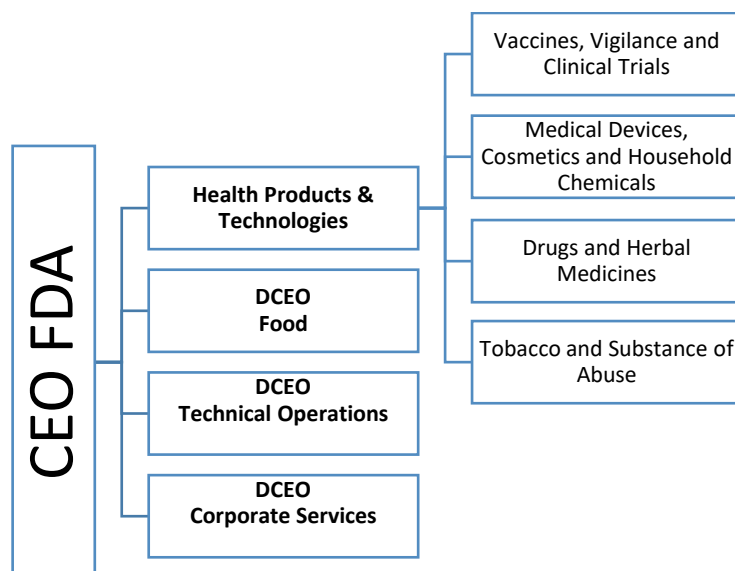 CEO FDA
Health Products &
Technologies
DCEO
Food
DCEO
Technical Operations
DCEO
Corporate Services
Vaccines, Vigilance and
Clinical Trials
Medical Devices,
Cosmetics and Household
Chemicals
Drugs and Herbal
Medicines
Tobacco and Substance of
Abuse